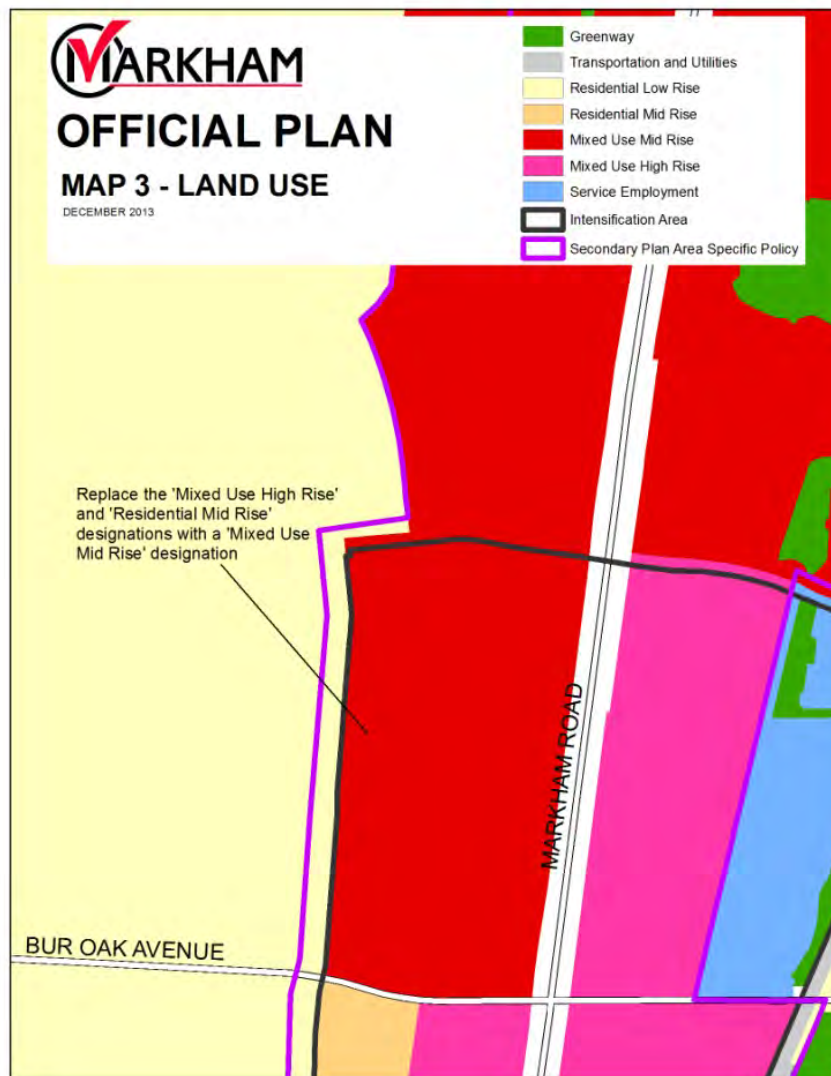 MARKHAM
OFFICIAL PLAN
MAP 3 - LAND USE
DECEMBER 2013
Greenway
Transportation and Utilities
Residential Low Rise
Residential Mid Rise
Mixed Use Mid Rise
Mixed Use High Rise
Service Employment
Intensification Area
Secondary Plan Area Specific Policy
Replace the 'Mixed Use High Rise'
and 'Residential Mid Rise'
designations with a 'Mixed Use
Mid Rise' designation
MARKHAM ROAD
BUR OAK AVENUE